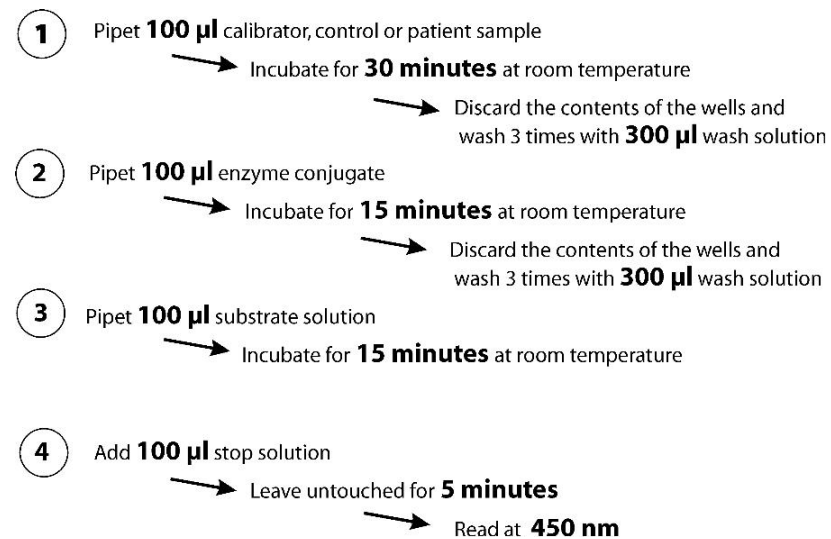 1 Pipet 100 µl calibrator, control or patient sample
Incubate for 30 minutes at room temperature
Discard the contents of the wells and
wash 3 times with 300 µl wash solution
2 Pipet 100 µl enzyme conjugate
Incubate for 15 minutes at room temperature
Discard the contents of the wells and
wash 3 times with 300 µl wash solution
3 Pipet 100 µl substrate solution
Incubate for 15 minutes at room temperature
4 Add 100 µl stop solution
Leave untouched for 5 minutes
Read at 450 nm